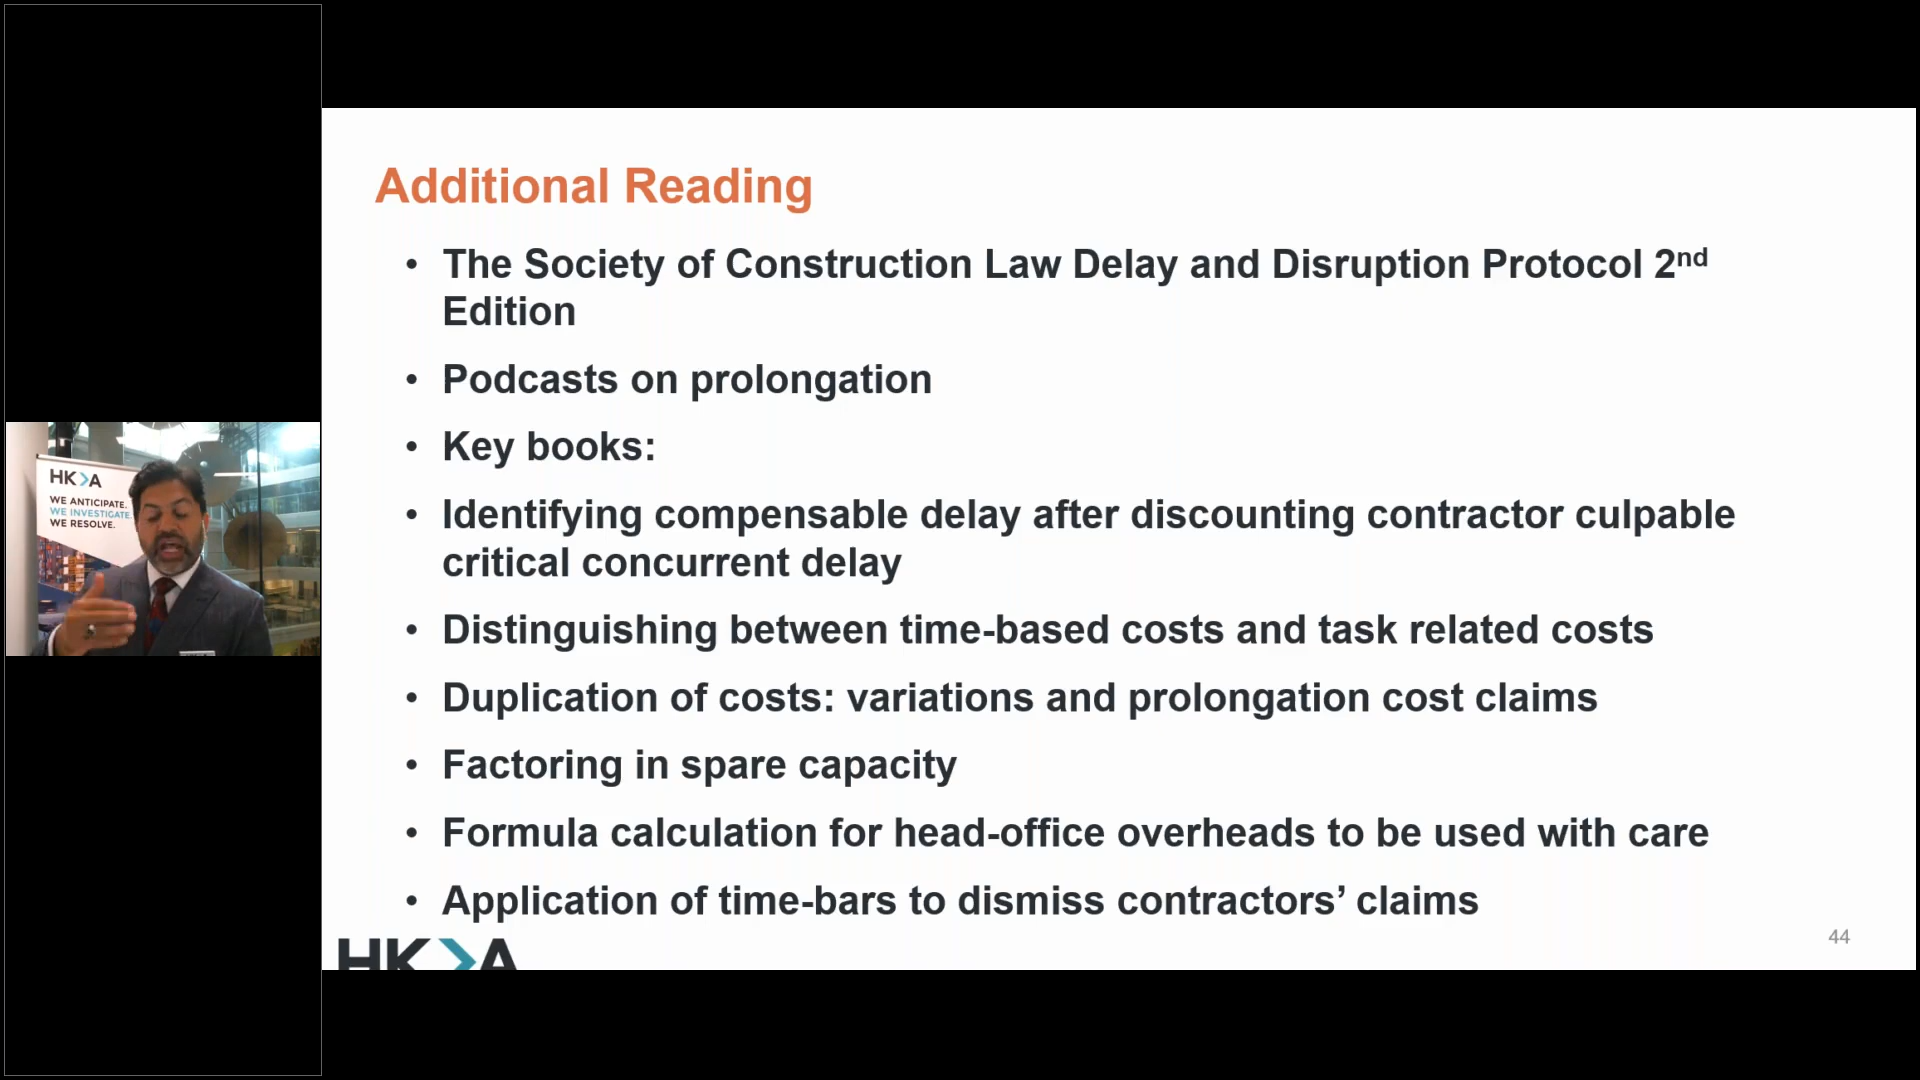 HKA
WE ANTICIPATE.
WE INVESTIGATE.
WE RESOLVE.
Additional Reading
• The Society of Construction Law Delay and Disruption Protocol 2nd
Edition
• Podcasts on prolongation
• Key books:
• Identifying compensable delay after discounting contractor culpable
critical concurrent delay
• Distinguishing between time-based costs and task related costs
• Duplication of costs: variations and prolongation cost claims
• Factoring in spare capacity
• Formula calculation for head-office overheads to be used with care
• Application of time-bars to dismiss contractors’ claims
HKA
44